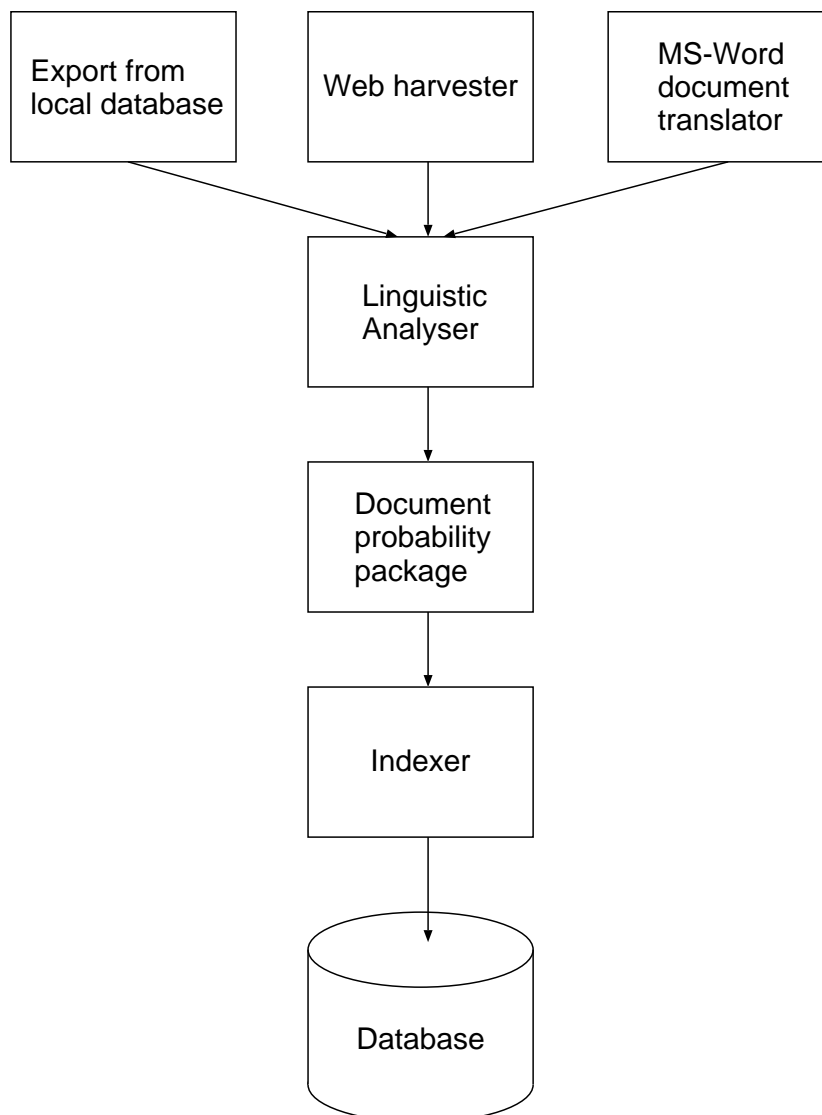 Export from
local database
Web harvester
MS-Word
document
translator
Linguistic
Analyser
Document
probability
package
Indexer
Database